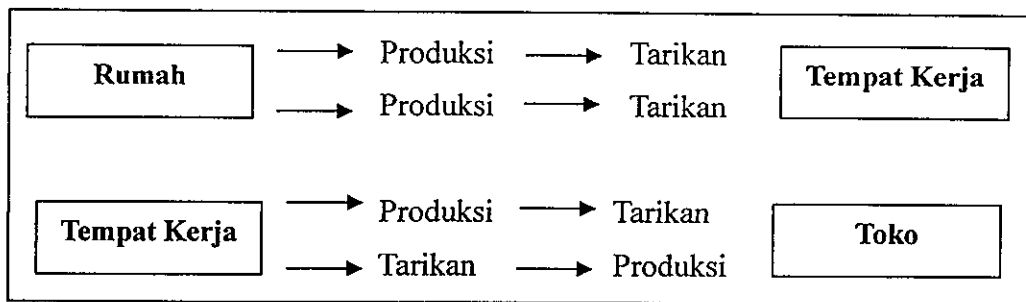 Rumah Produksi Tarikan Tempat Kerja
Produksi Tarikan
Tempat Kerja Produksi Tarikan Toko
Tarikan Produksi